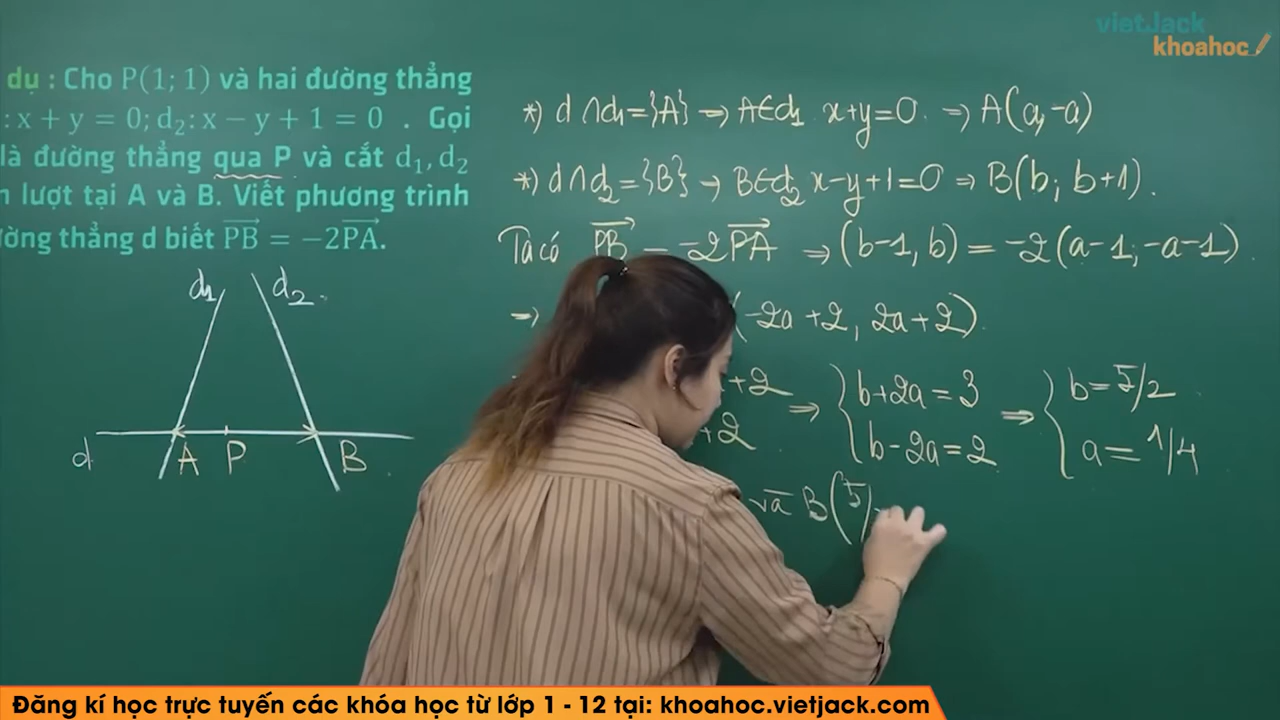 vietJack
khoahoc
dụ : Cho P(1; 1) và hai đường thẳng
: x + y = 0; d₂: x − y + 1 = 0 . Gọi
là đường thẳng qua P và cắt d₁, d₂
lượt tại A và B. Viết phương trình
đường thẳng d biết PB = −2PA.
d₁ d₂
d A P B
*) d ∩ d₁ = {A} → A ∈ d₁ x+y=0 ⇒ A(a, -a)
*) d ∩ d₂ = {B} → B ∈ d₂ x-y+1=0 ⇒ B(b; b+1).
Ta có PB = -2PA ⇒ (b-1, b) = -2(a-1; -a-1).
(-2a+2, 2a+2).
+2 ⇒ { b+2a=3 ⇒ { b=5/2
+2 b-2a=2 a=1/4
và B(5/
Đăng kí học trực tuyến các khóa học từ lớp 1 - 12 tại: khoahoc.vietjack.com